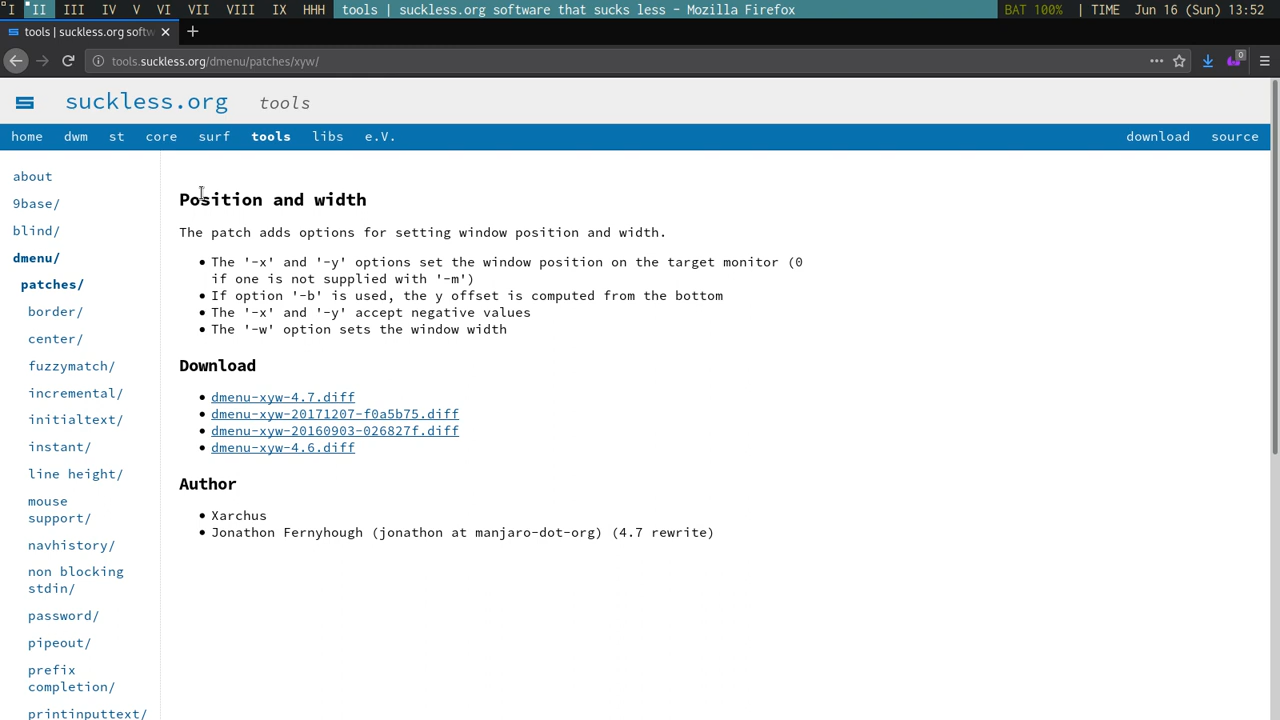 I II III IV V VI VII VIII IX HHH tools | suckless.org software that sucks less - Mozilla Firefox BAT 100% | TIME Jun 16 (Sun) 13:52
tools | suckless.org softw
tools.suckless.org/dmenu/patches/xyw/
0
suckless.org tools
home dwm st core surf tools libs e.V. download source
about
9base/
blind/
dmenu/
patches/
border/
center/
fuzzymatch/
incremental/
initialtext/
instant/
line height/
mouse
support/
navhistory/
non blocking
stdin/
password/
pipeout/
prefix
completion/
printinputtext/
Position and width
The patch adds options for setting window position and width.
• The '-x' and '-y' options set the window position on the target monitor (0
if one is not supplied with '-m')
• If option '-b' is used, the y offset is computed from the bottom
• The '-x' and '-y' accept negative values
• The '-w' option sets the window width
Download
• dmenu-xyw-4.7.diff
• dmenu-xyw-20171207-f0a5b75.diff
• dmenu-xyw-20160903-026827f.diff
• dmenu-xyw-4.6.diff
Author
• Xarchus
• Jonathon Fernyhough (jonathon at manjaro-dot-org) (4.7 rewrite)